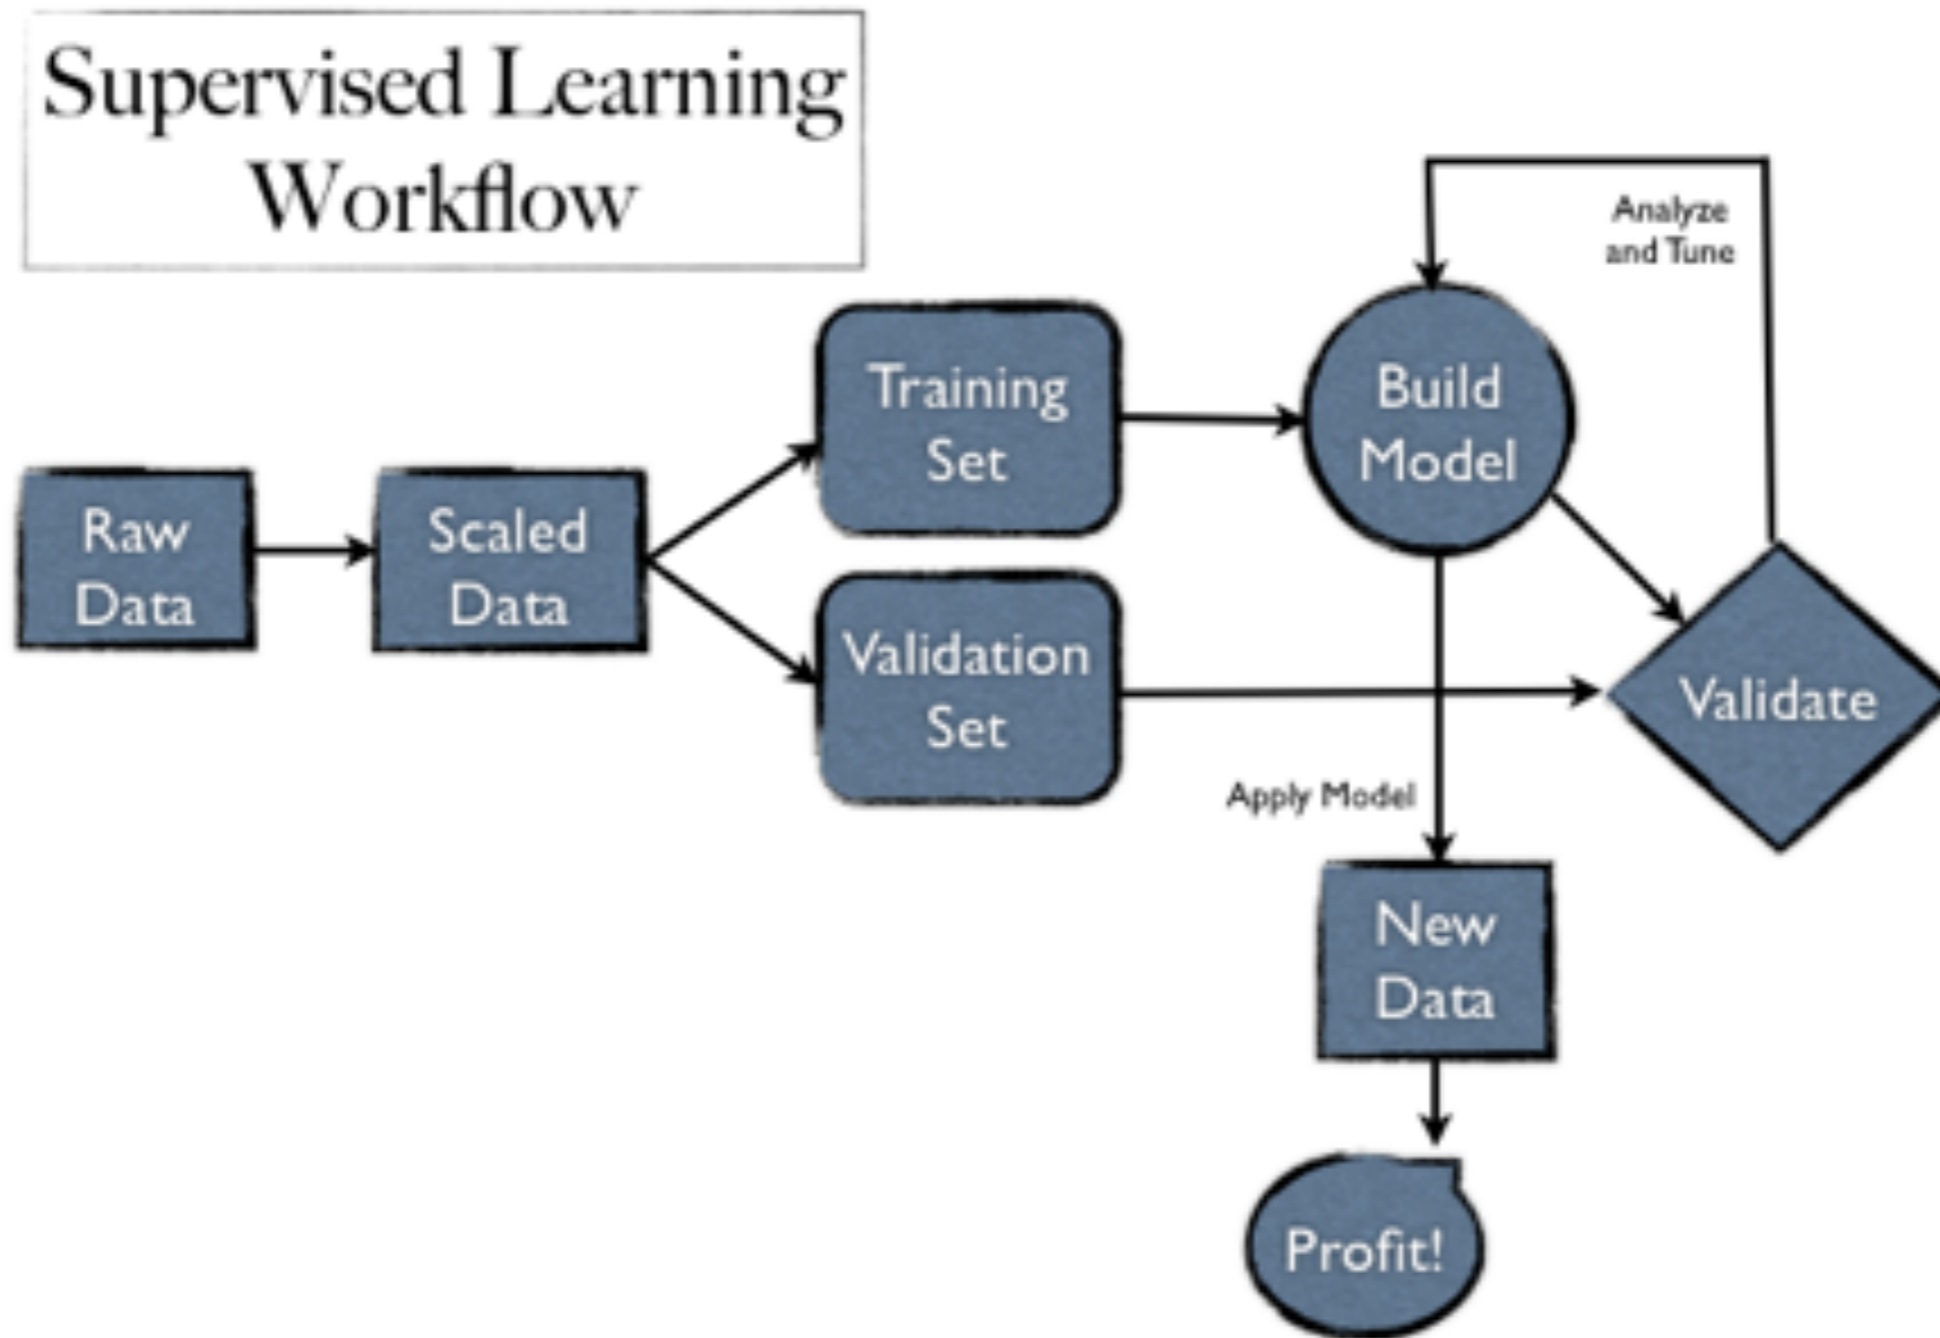 Supervised Learning
Workflow
Analyze
and Tune
Training
Set
Build
Model
Raw
Data
Scaled
Data
Validation
Set
Validate
Apply Model
New
Data
Profit!